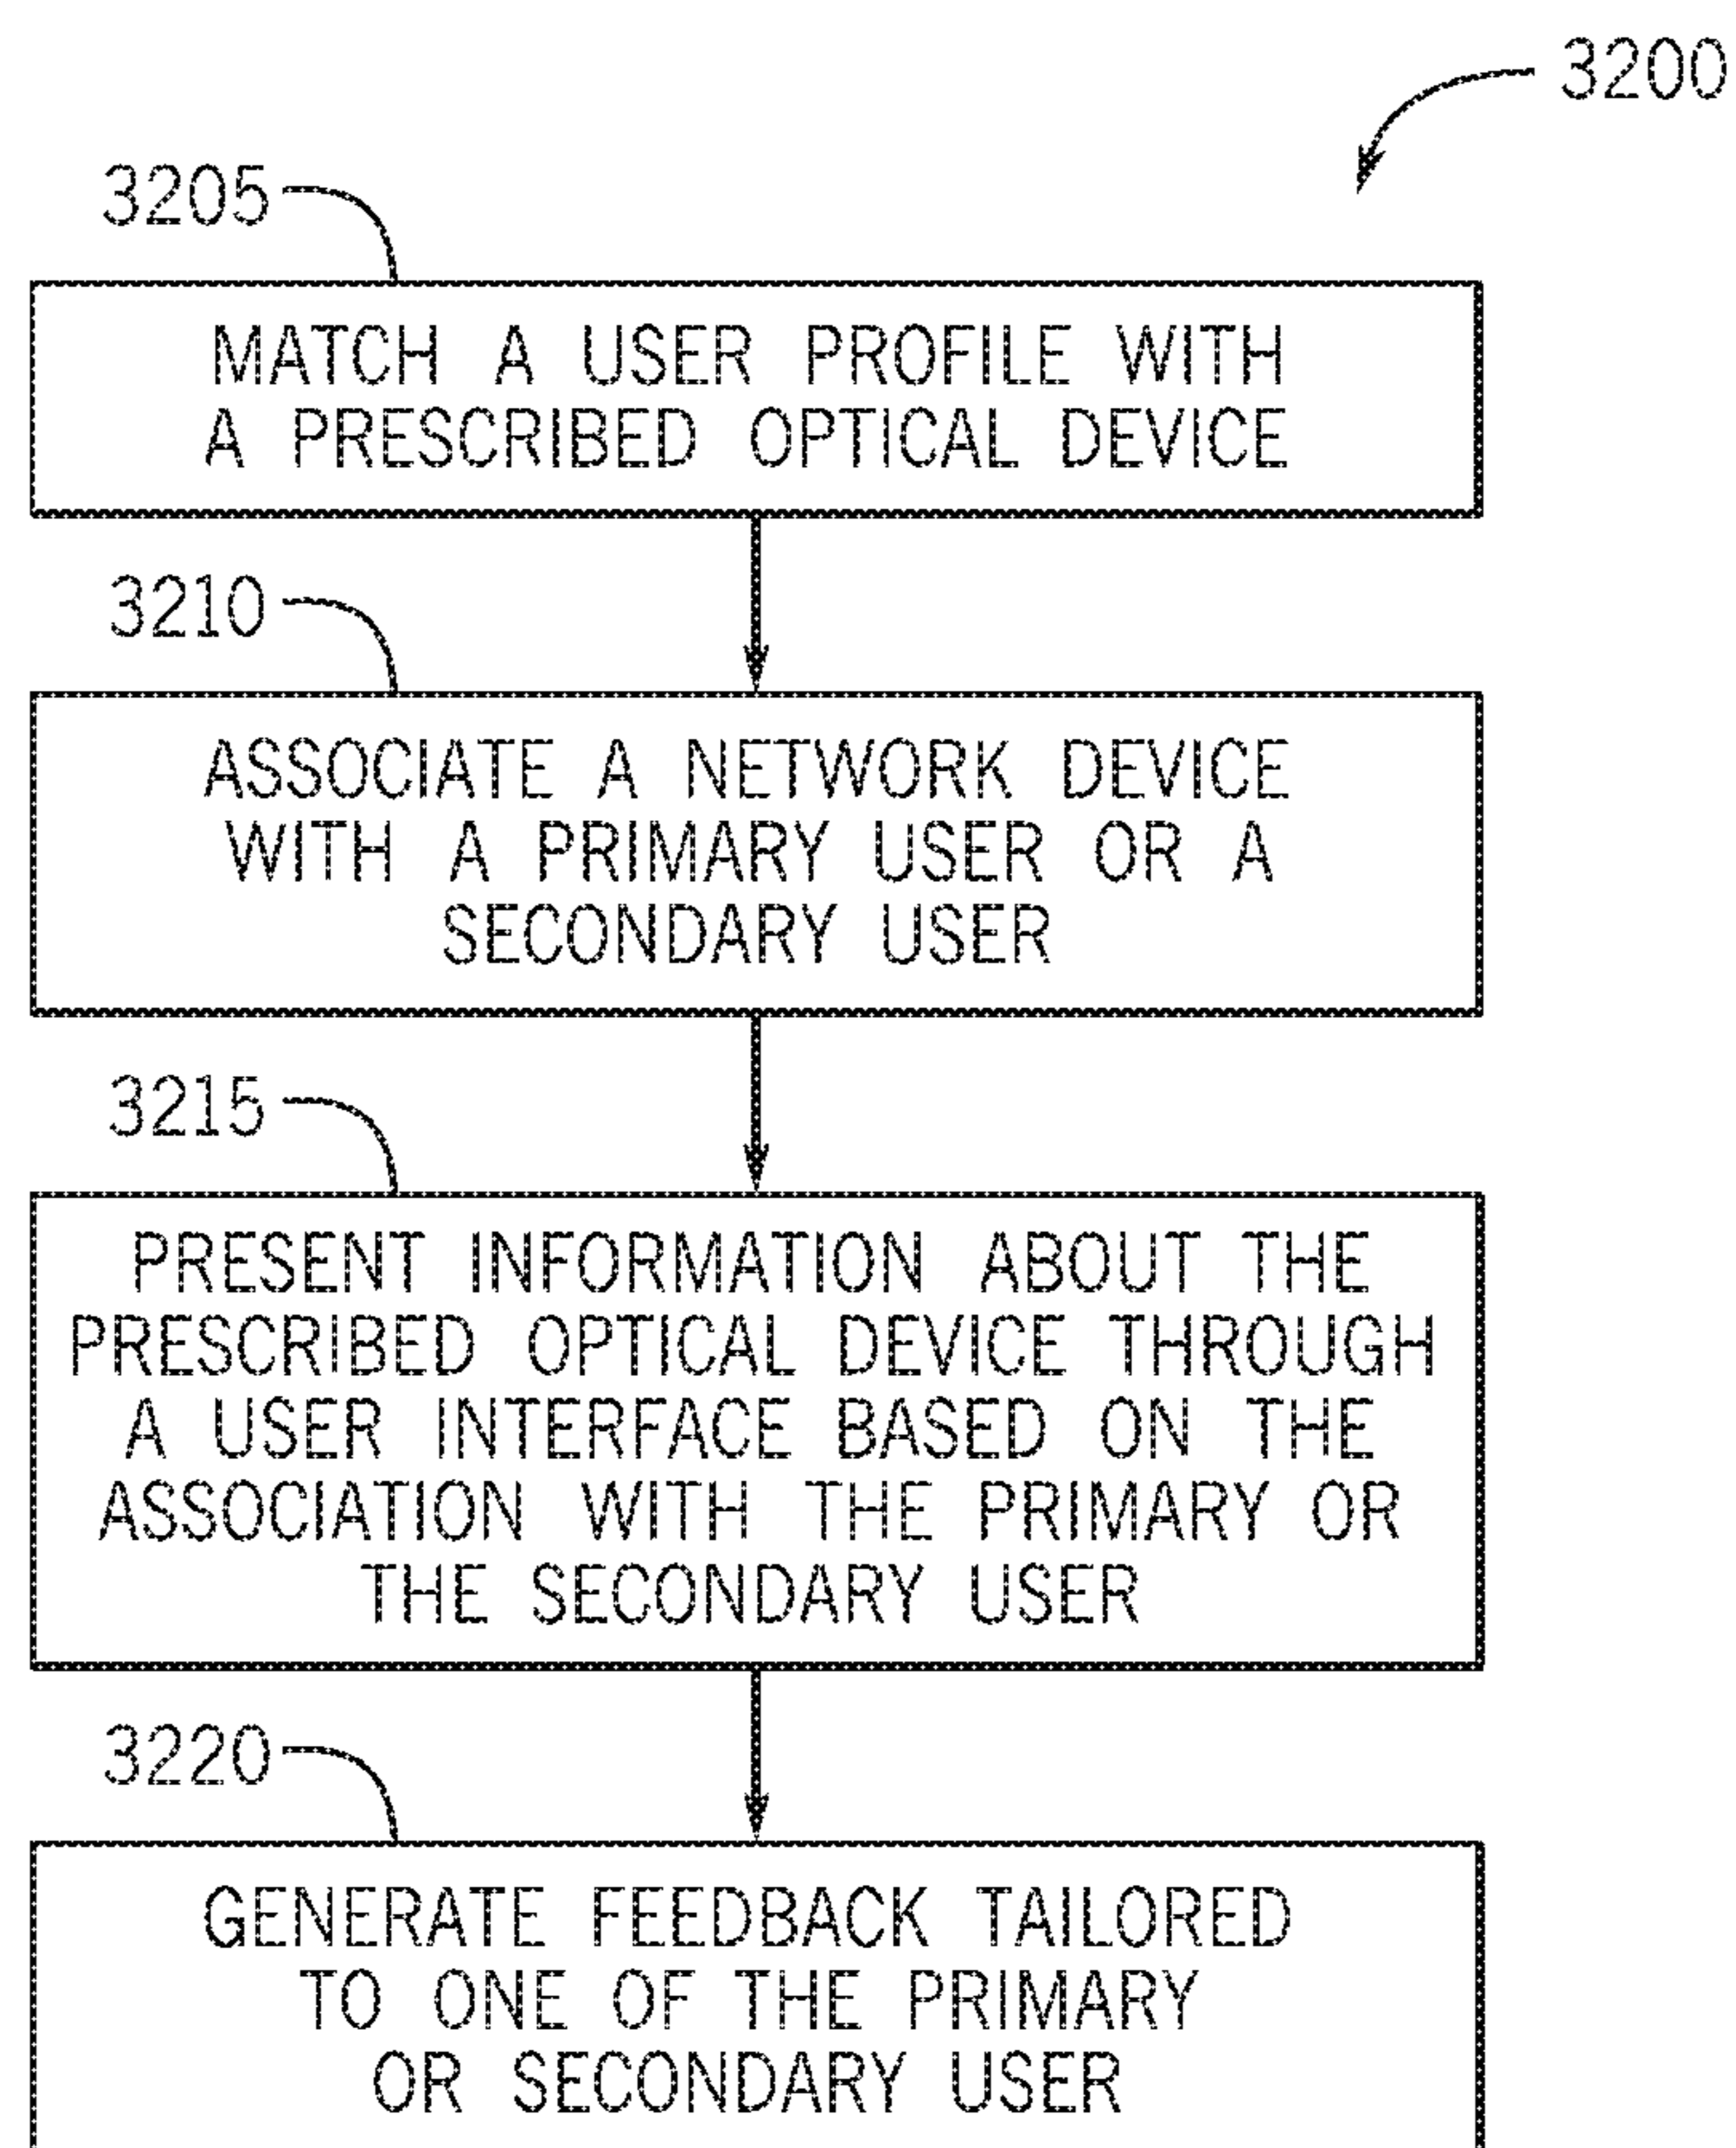 3200
3205
MATCH A USER PROFILE WITH
A PRESCRIBED OPTICAL DEVICE
3210
ASSOCIATE A NETWORK DEVICE
WITH A PRIMARY USER OR A
SECONDARY USER
3215
PRESENT INFORMATION ABOUT THE
PRESCRIBED OPTICAL DEVICE THROUGH
A USER INTERFACE BASED ON THE
ASSOCIATION WITH THE PRIMARY OR
THE SECONDARY USER
3220
GENERATE FEEDBACK TAILORED
TO ONE OF THE PRIMARY
OR SECONDARY USER